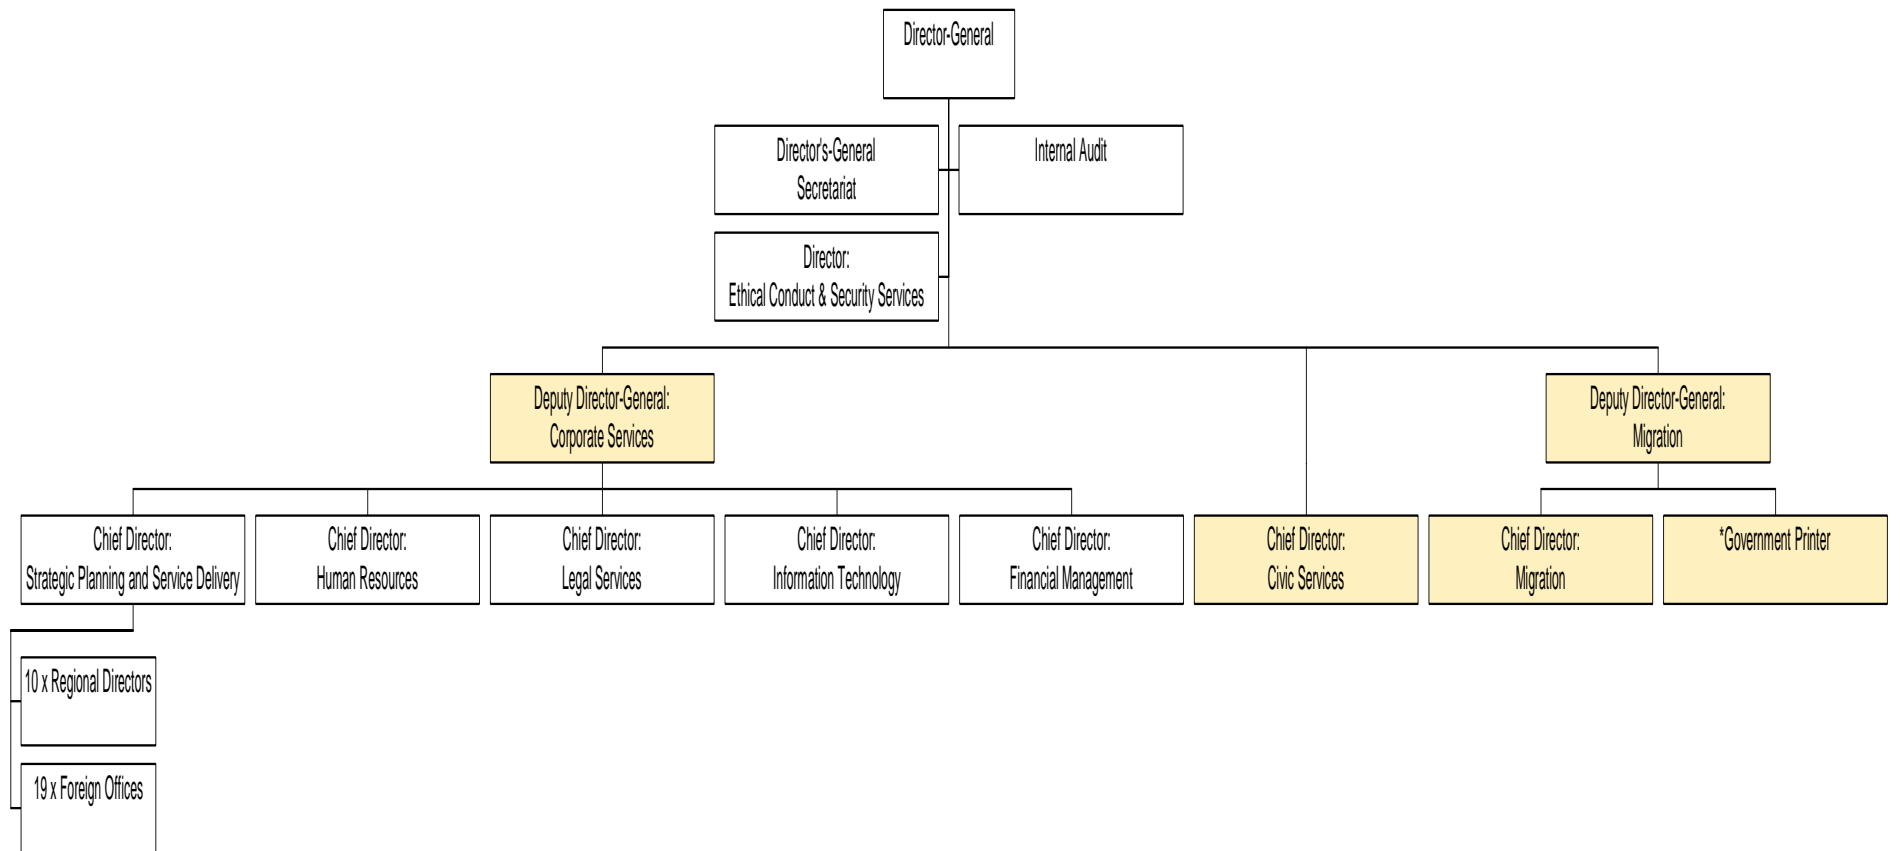 Director-General
Director's-General
Secretariat
Internal Audit
Director:
Ethical Conduct & Security Services
Deputy Director-General:
Corporate Services
Deputy Director-General:
Migration
Chief Director:
Strategic Planning and Service Delivery
Chief Director:
Human Resources
Chief Director:
Legal Services
Chief Director:
Information Technology
Chief Director:
Financial Management
Chief Director:
Civic Services
Chief Director:
Migration
*Government Printer
10 x Regional Directors
19 x Foreign Offices